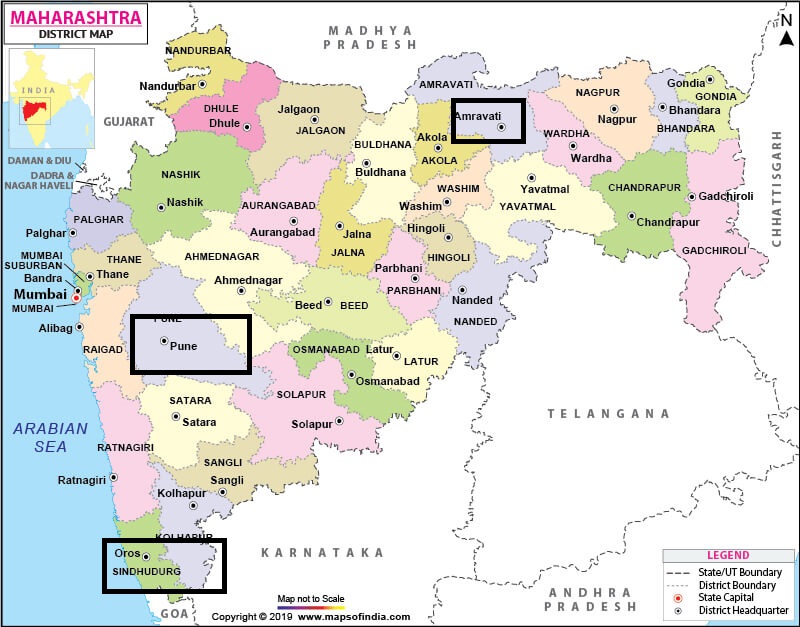 MAHARASHTRA
DISTRICT MAP
INDIA
MADHYA
PRADESH
N
NANDURBAR
Nandurbar
DHULE
Dhule
Jalgaon
JALGAON
GUJARAT
AMRAVATI
Amravati
Akola
AKOLA
BULDHANA
Buldhana
NAGPUR
Nagpur
WARDHA
Wardha
Gondia
GONDIA
Bhandara
BHANDARA
CHHATTISGARH
DAMAN & DIU
DADRA &
NAGAR HAVELI
NASHIK
Nashik
AURANGABAD
Aurangabad
Jalna
JALNA
WASHIM
Washim
Yavatmal
YAVATMAL
CHANDRAPUR
Chandrapur
Gadchiroli
GADCHIROLI
PALGHAR
Palghar
THANE
Thane
MUMBAI
SUBURBAN
Bandra
Mumbai
MUMBAI
Alibag
RAIGAD
AHMEDNAGAR
Ahmednagar
Hingoli
HINGOLI
Parbhani
PARBHANI
Nanded
NANDED
Beed
BEED
PUNE
Pune
OSMANABAD
Osmanabad
Latur
LATUR
SATARA
Satara
SOLAPUR
Solapur
TELANGANA
ARABIAN
SEA
RATNAGIRI
Ratnagiri
SANGLI
Sangli
Kolhapur
KOLHAPUR
Oros
SINDHUDURG
KARNATAKA
GOA
ANDHRA
PRADESH
LEGEND
State/UT Boundary
District Boundary
State Capital
District Headquarter
Map not to Scale
Copyright © 2019 www.mapsofindia.com